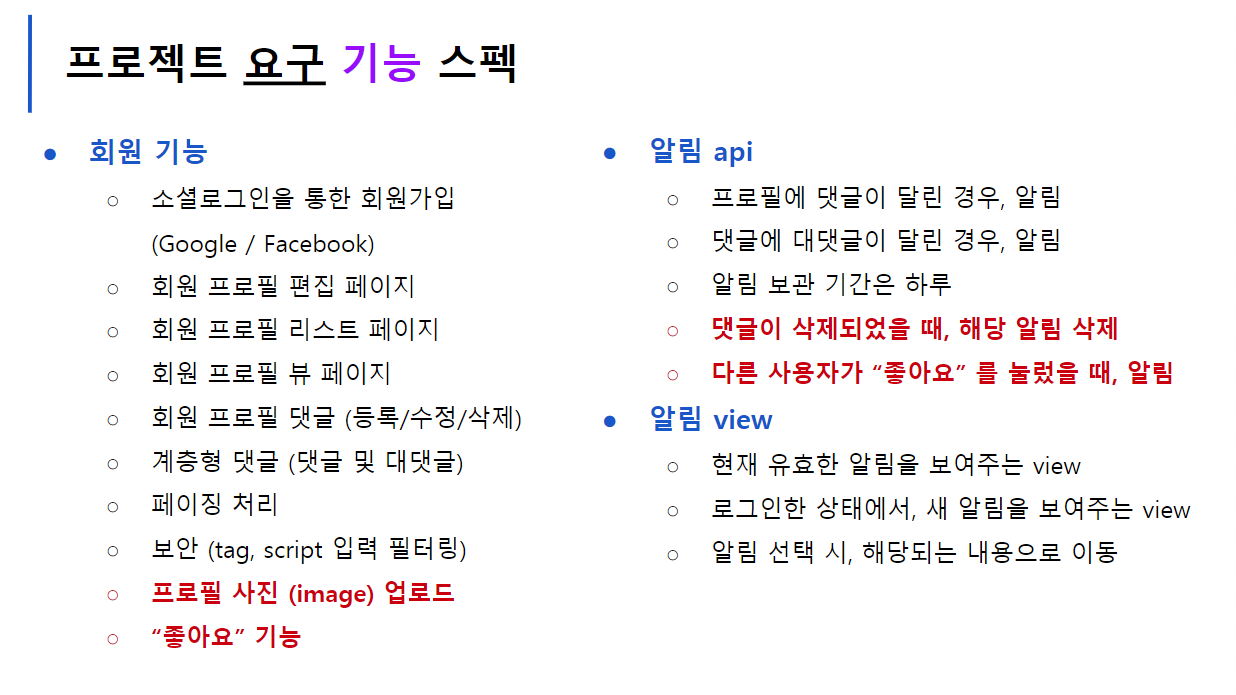 프로젝트 요구 기능 스펙
● 회원 기능
○ 소셜로그인을 통한 회원가입
(Google / Facebook)
○ 회원 프로필 편집 페이지
○ 회원 프로필 리스트 페이지
○ 회원 프로필 뷰 페이지
○ 회원 프로필 댓글 (등록/수정/삭제)
○ 계층형 댓글 (댓글 및 대댓글)
○ 페이징 처리
○ 보안 (tag, script 입력 필터링)
○ 프로필 사진 (image) 업로드
○ “좋아요” 기능
● 알림 api
○ 프로필에 댓글이 달린 경우, 알림
○ 댓글에 대댓글이 달린 경우, 알림
○ 알림 보관 기간은 하루
○ 댓글이 삭제되었을 때, 해당 알림 삭제
○ 다른 사용자가 “좋아요” 를 눌렀을 때, 알림
● 알림 view
○ 현재 유효한 알림을 보여주는 view
○ 로그인한 상태에서, 새 알림을 보여주는 view
○ 알림 선택 시, 해당되는 내용으로 이동